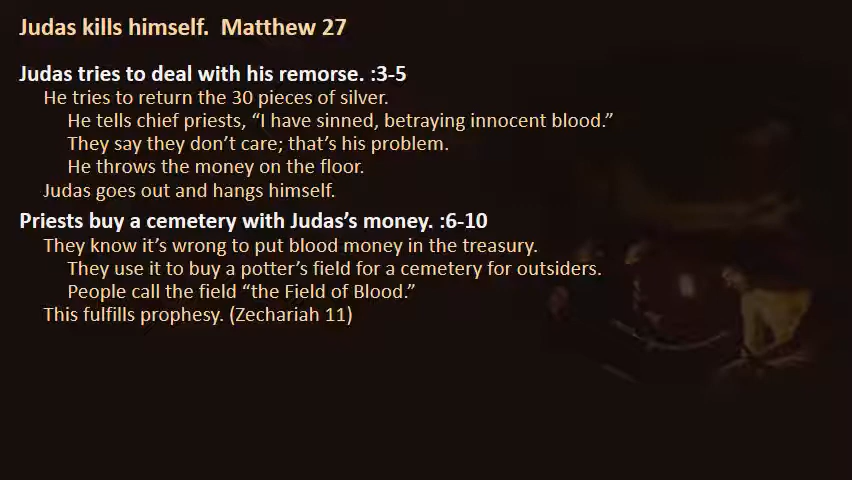 Judas kills himself.  Matthew 27
Judas tries to deal with his remorse. :3-5
He tries to return the 30 pieces of silver.
He tells chief priests, “I have sinned, betraying innocent blood.”
They say they don’t care; that’s his problem.
He throws the money on the floor.
Judas goes out and hangs himself.
Priests buy a cemetery with Judas’s money. :6-10
They know it’s wrong to put blood money in the treasury.
They use it to buy a potter’s field for a cemetery for outsiders.
People call the field “the Field of Blood.”
This fulfills prophesy. (Zechariah 11)